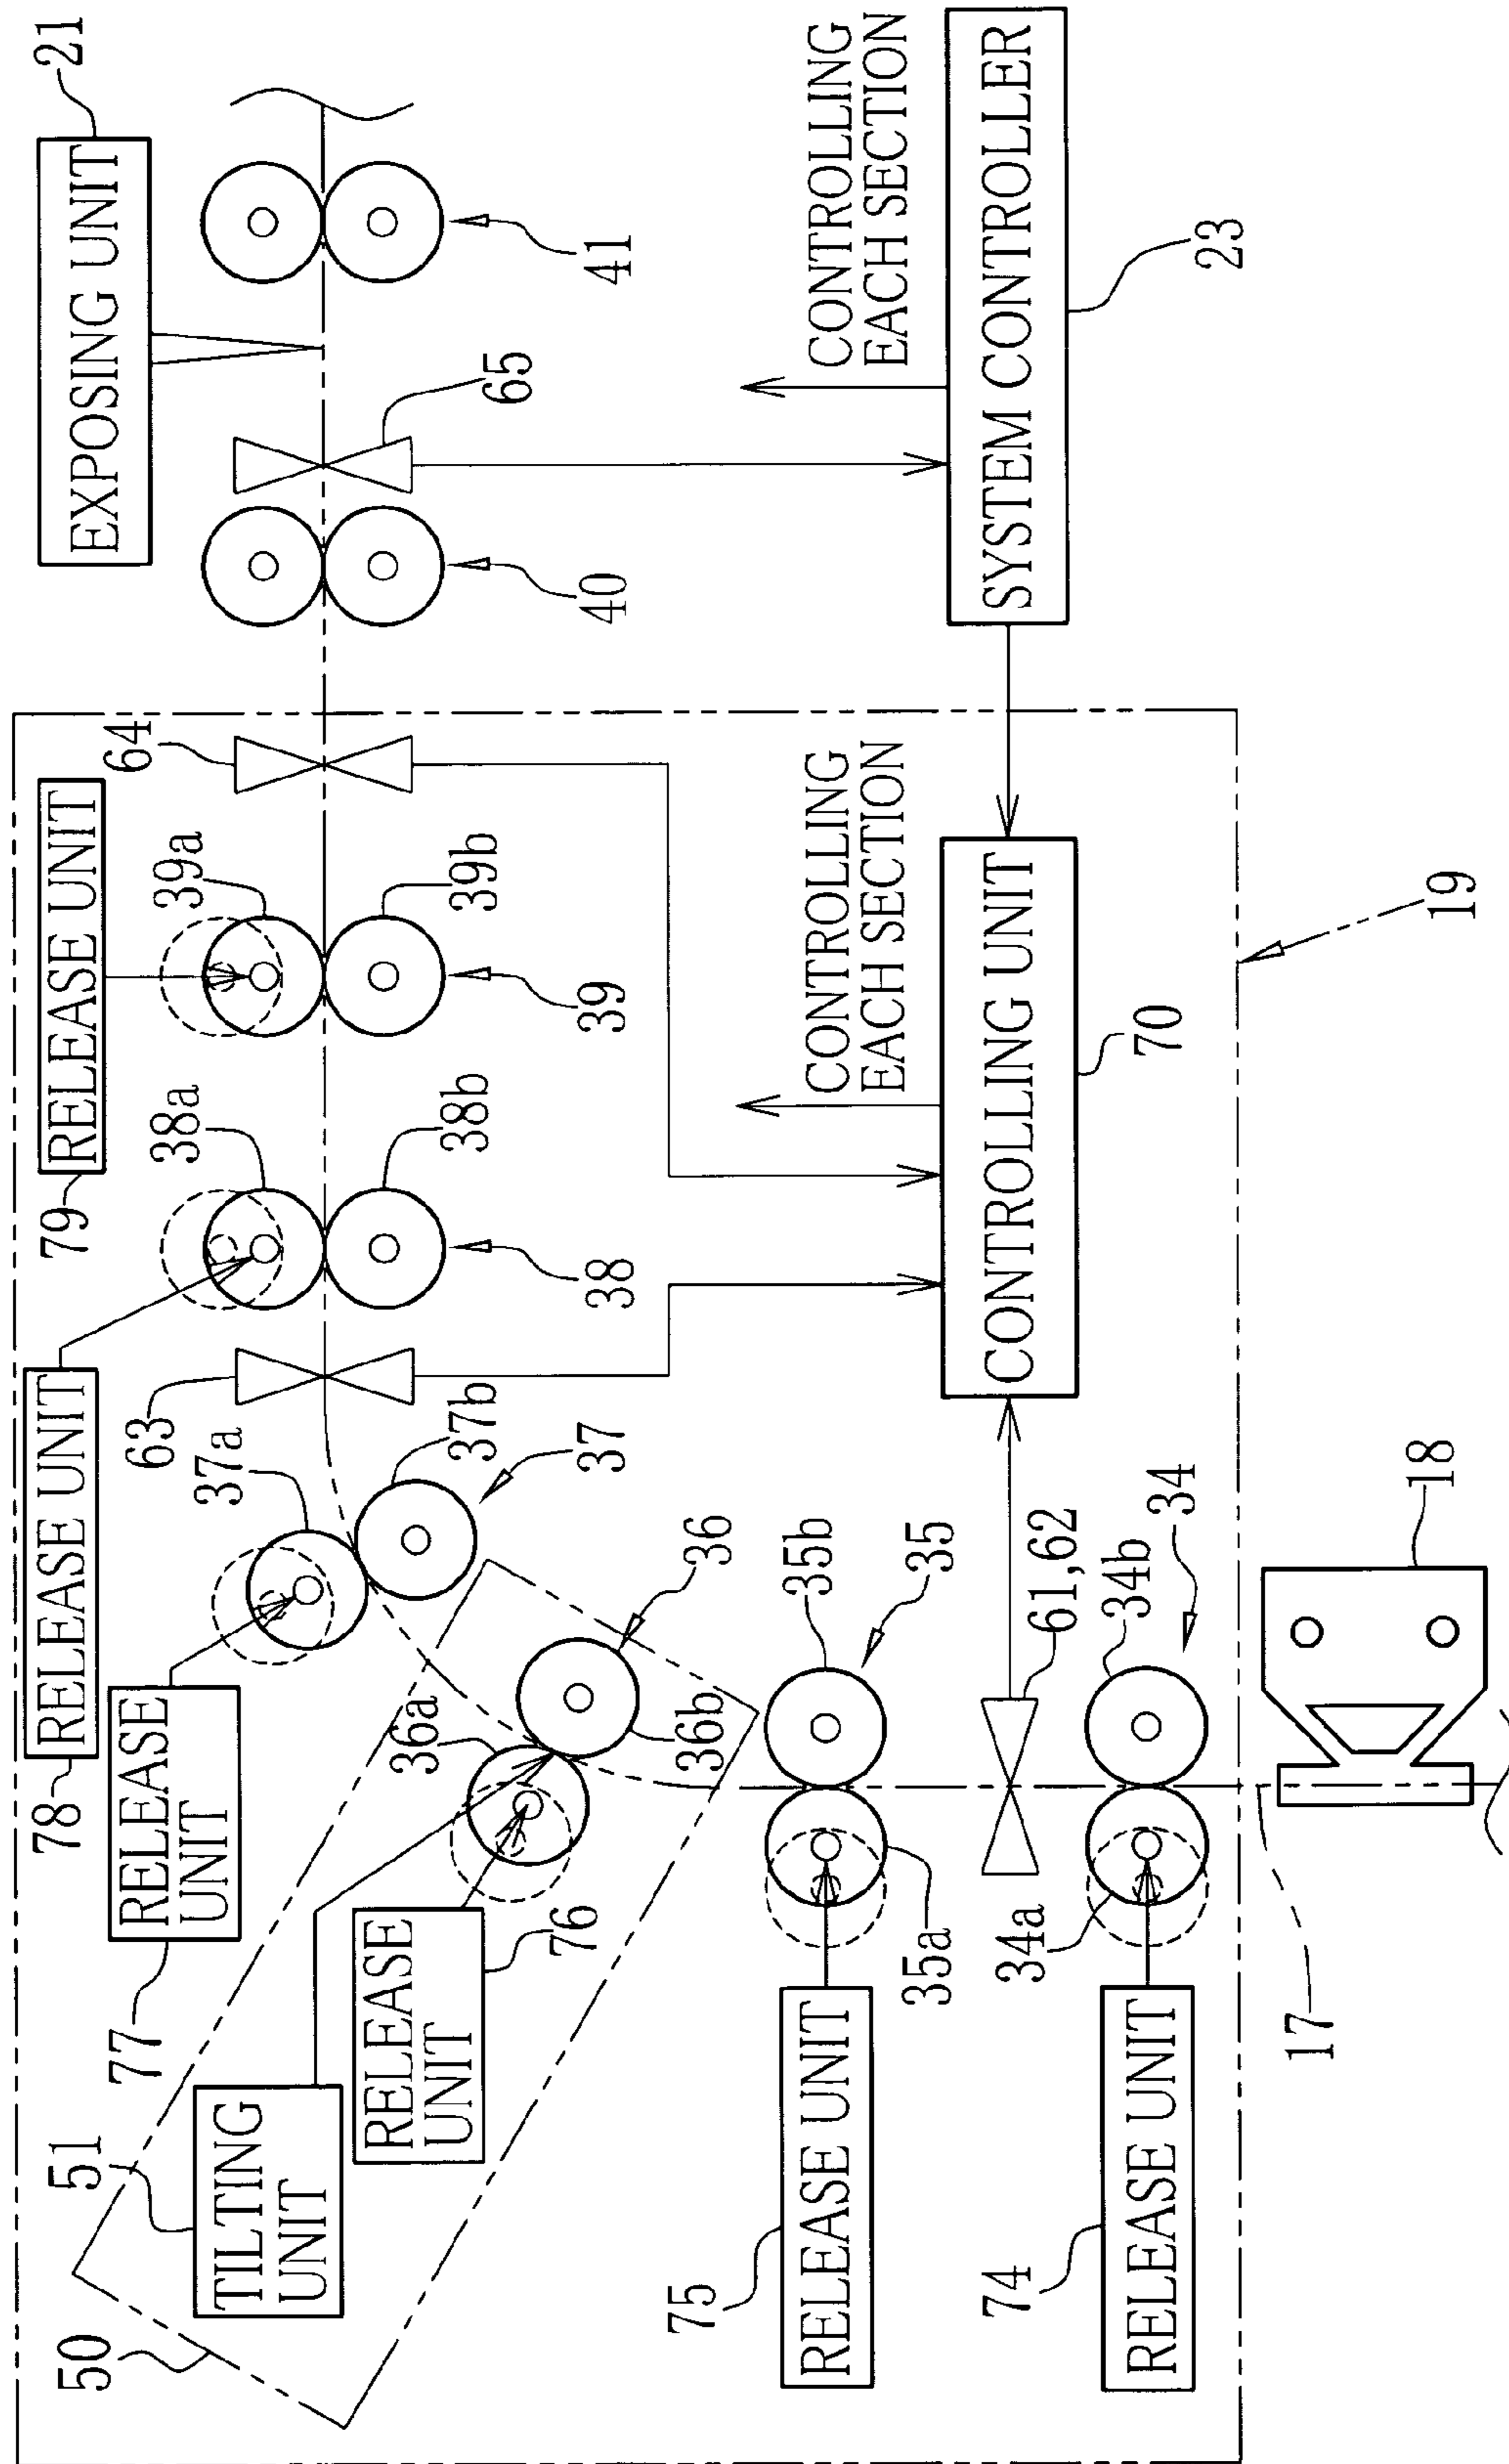 21
EXPOSING UNIT
41
65
40
CONTROLLING
EACH SECTION
SYSTEM CONTROLLER
23
64
RELEASE UNIT
79
39a
39b
39
38a
38b
38
CONTROLLING
EACH SECTION
CONTROLLING UNIT
70
19
RELEASE UNIT
78
63
37a
37b
37
RELEASE
UNIT
77
36
36a
36b
RELEASE
UNIT
76
TILTING
UNIT
51
50
35b
35
35a
RELEASE UNIT
75
61,62
34
34b
34a
RELEASE UNIT
74
18
17